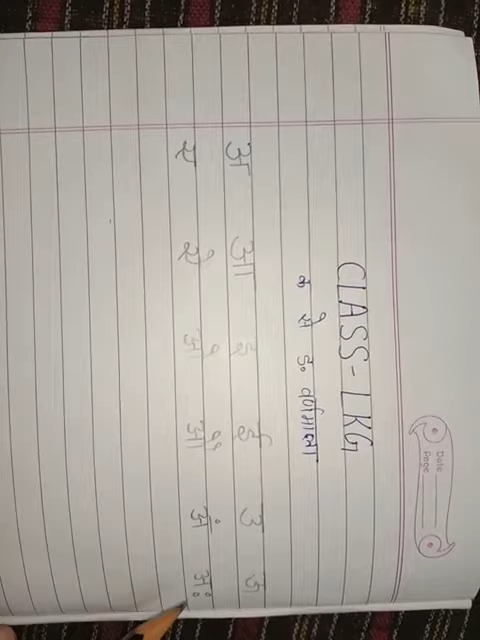 Date
Page
CLASS - LKG
क से ङ. वर्णमाला
अ आ इ ई उ ऊ
ए ऐ ओ औ अं अः